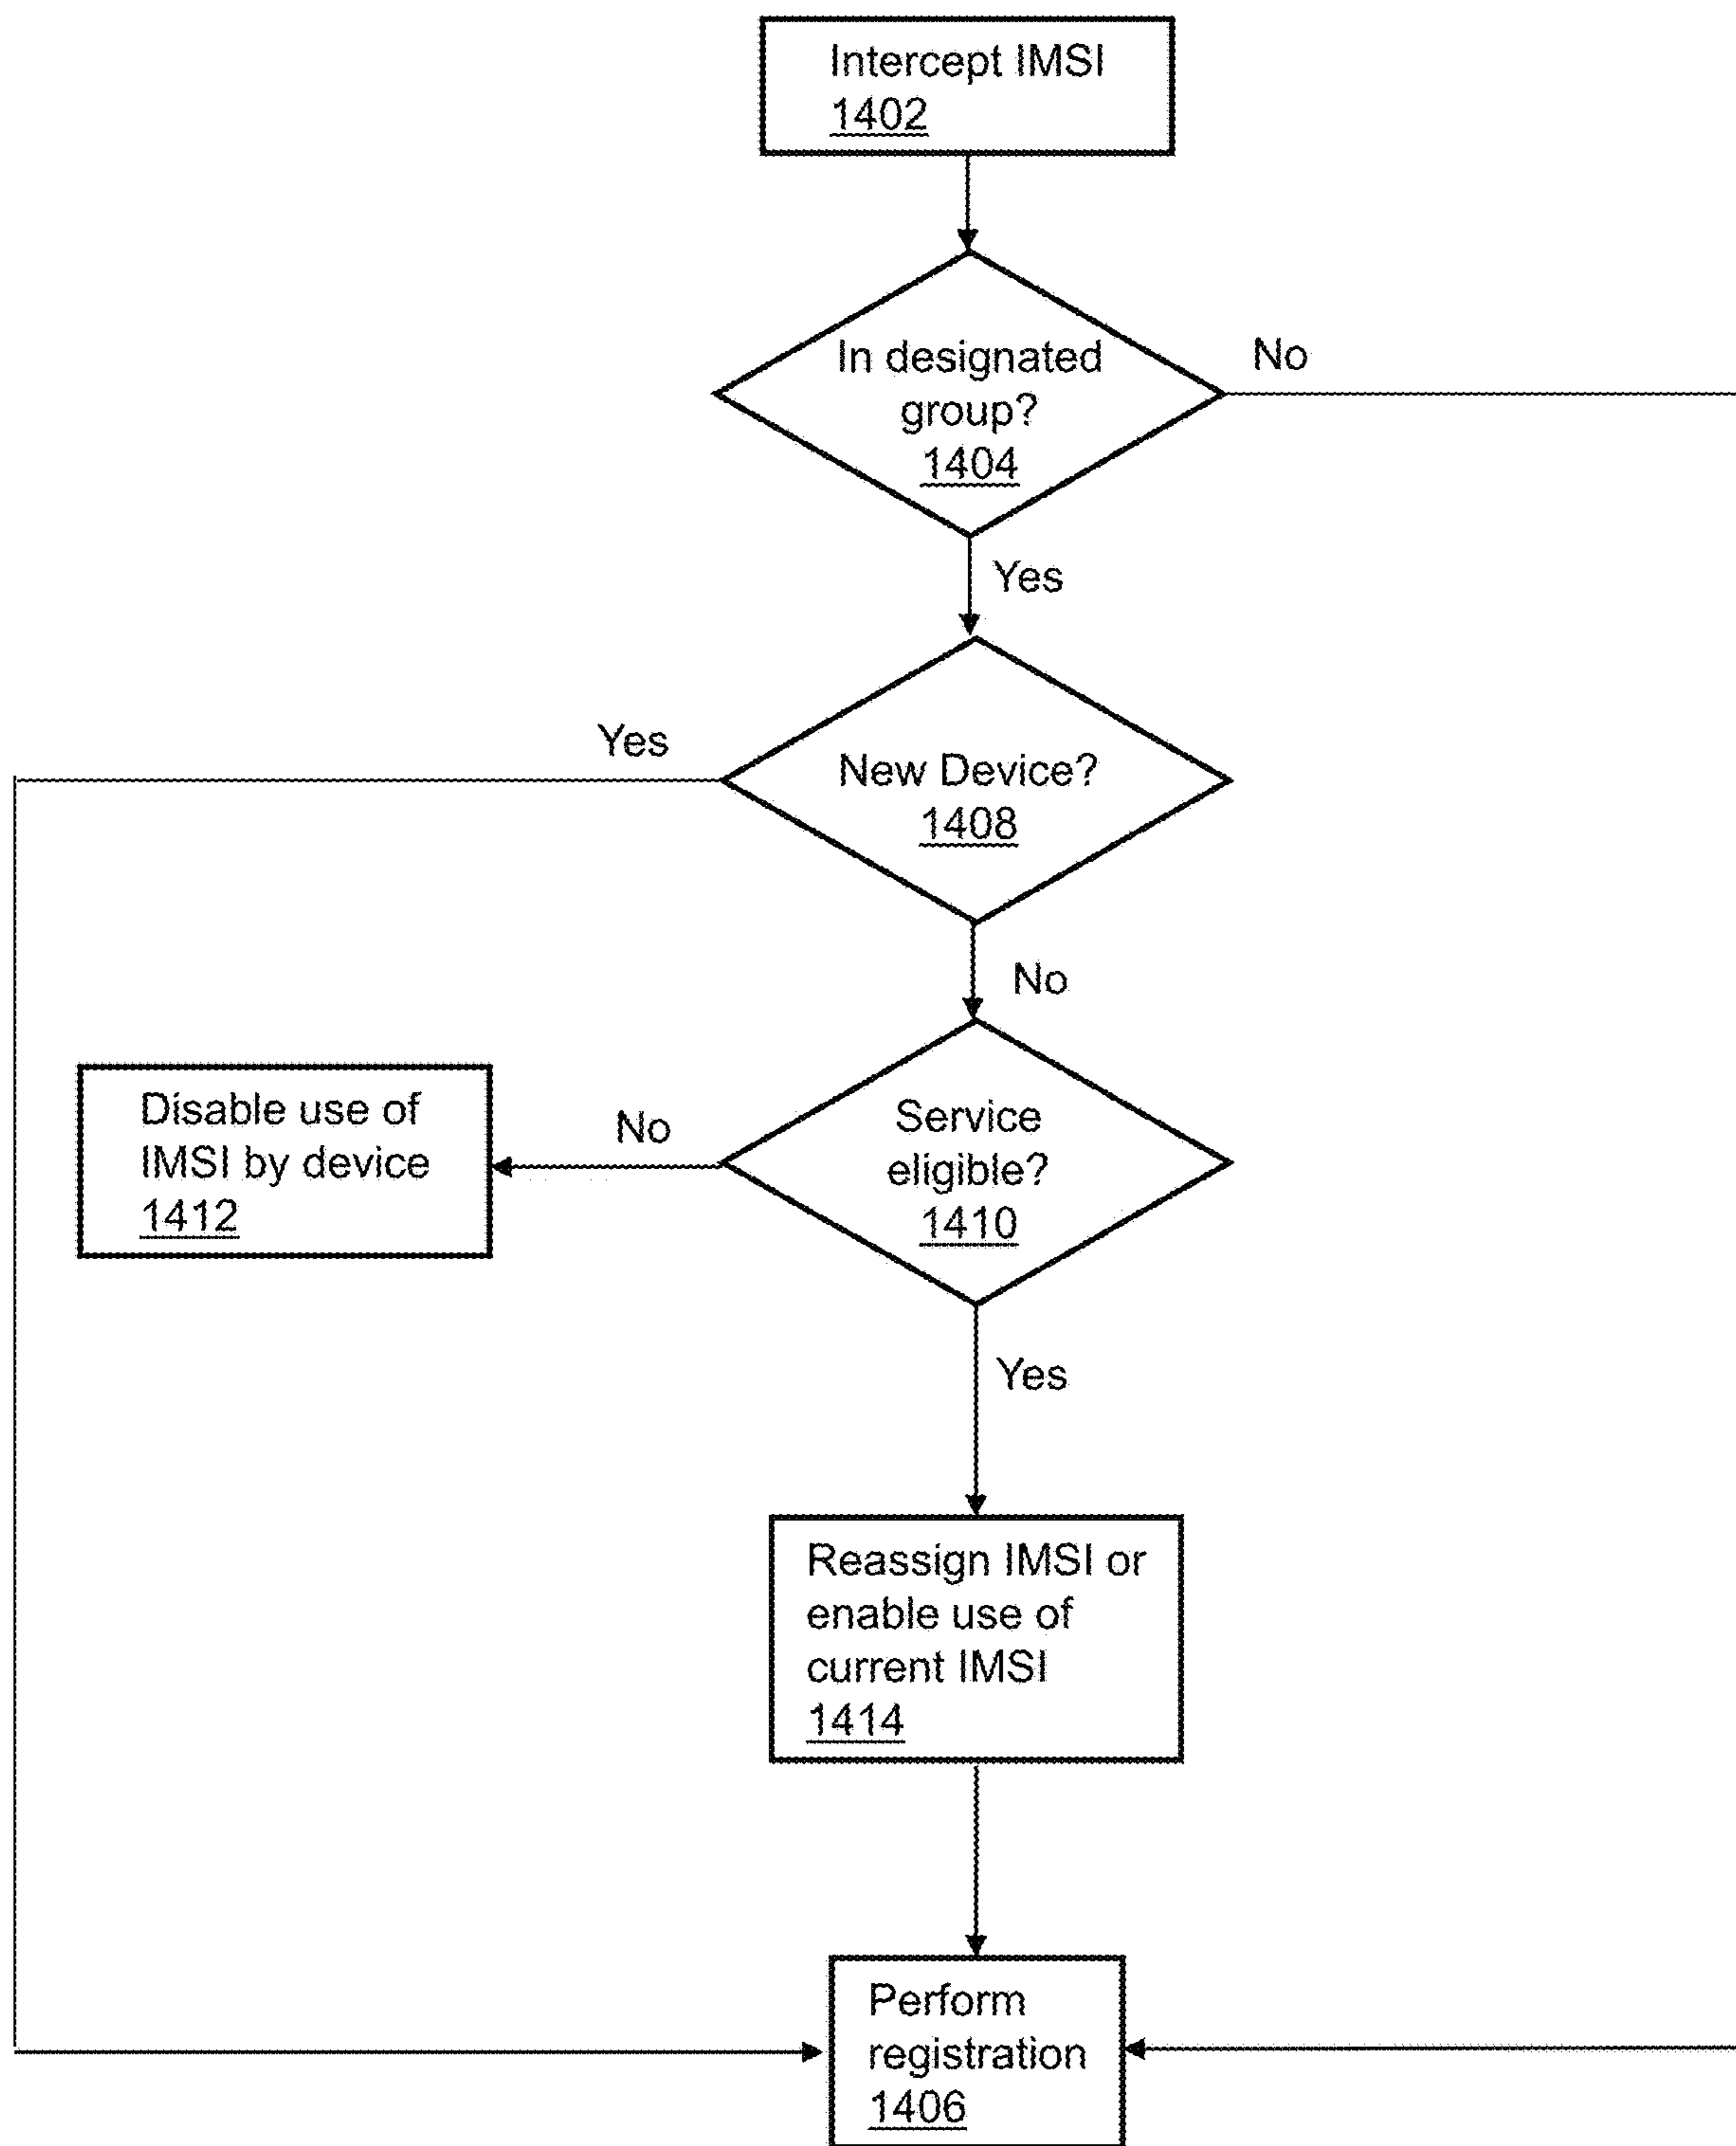 Intercept IMSI
1402
In designated
group?
1404
No
Yes
Yes
New Device?
1408
No
Disable use of
IMSI by device
1412
No
Service
eligible?
1410
Yes
Reassign IMSI or
enable use of
current IMSI
1414
Perform
registration
1406